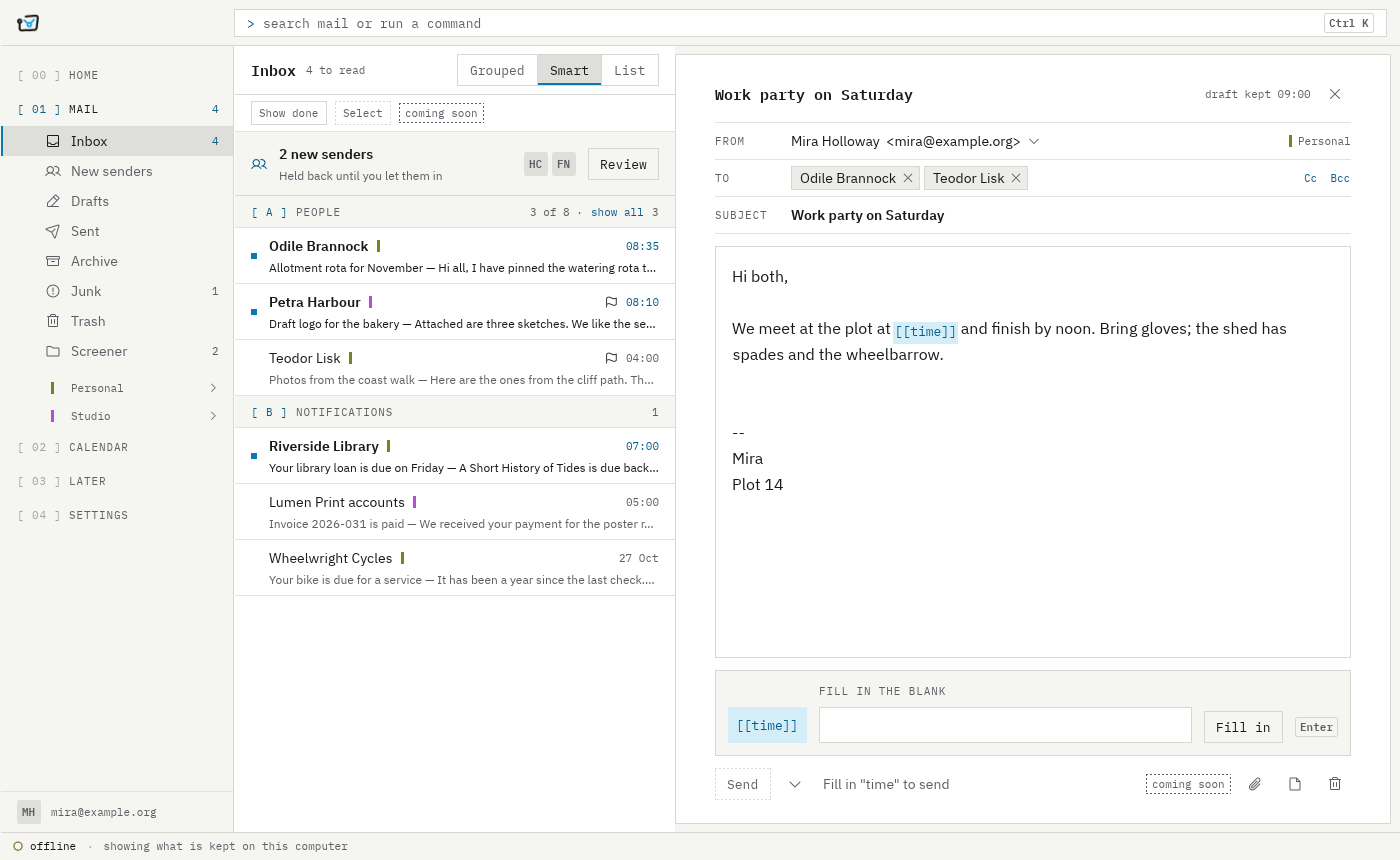 > search mail or run a command
Ctrl K
[ 00 ] HOME
[ 01 ] MAIL 4
Inbox 4
New senders
Drafts
Sent
Archive
Junk 1
Trash
Screener 2
Personal
Studio
[ 02 ] CALENDAR
[ 03 ] LATER
[ 04 ] SETTINGS
MH mira@example.org
Inbox 4 to read
Grouped Smart List
Show done Select coming soon
2 new senders
Held back until you let them in
HC FN Review
[ A ] PEOPLE 3 of 8 · show all 3
Odile Brannock 08:35
Allotment rota for November — Hi all, I have pinned the watering rota t…
Petra Harbour 08:10
Draft logo for the bakery — Attached are three sketches. We like the se…
Teodor Lisk 04:00
Photos from the coast walk — Here are the ones from the cliff path. Th…
[ B ] NOTIFICATIONS 1
Riverside Library 07:00
Your library loan is due on Friday — A Short History of Tides is due back…
Lumen Print accounts 05:00
Invoice 2026-031 is paid — We received your payment for the poster r…
Wheelwright Cycles 27 Oct
Your bike is due for a service — It has been a year since the last check.…
Work party on Saturday draft kept 09:00
FROM Mira Holloway <mira@example.org> Personal
TO Odile Brannock Teodor Lisk Cc Bcc
SUBJECT Work party on Saturday
Hi both,
We meet at the plot at [[time]] and finish by noon. Bring gloves; the shed has
spades and the wheelbarrow.
--
Mira
Plot 14
FILL IN THE BLANK
[[time]] Fill in Enter
Send Fill in "time" to send coming soon
offline · showing what is kept on this computer